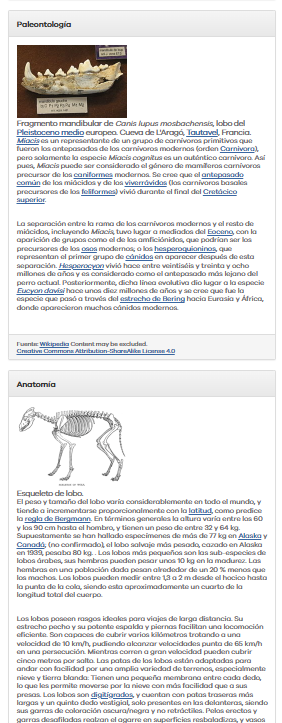 Paleontología
Fragmento mandibular de Canis lupus mosbachensis, lobo del
Pleistoceno medio europeo. Cueva de L'Aragó, Tautavel, Francia.
Miacis es un representante de un grupo de carnívoros primitivos que
fueron los antepasados de los carnívoros modernos (orden Carnivora),
pero solamente la especie Miacis cognitus es un auténtico carnívoro. Así
pues, Miacis puede ser considerado el género de mamíferos carnívoros
precursor de los caniformes modernos. Se cree que el antepasado
común de los miácidos y de los viverrávidos (los carnívoros basales
precursores de los feliformes) vivió durante el final del Cretácico
superior.
La separación entre la rama de los carnívoros modernos y el resto de
miácidos, incluyendo Miacis, tuvo lugar a mediados del Eoceno, con la
aparición de grupos como el de los amficiónidos, que podrían ser los
precursores de los osos modernos; o los hesperoquioninos, que
representan el primer grupo de cánidos en aparecer después de esta
separación. Hesperocyon vivió hace entre veintiséis y treinta y ocho
millones de años y es considerado como el antepasado más lejano del
perro actual. Posteriormente, dicha línea evolutiva dio lugar a la especie
Eucyon davisi hace unos diez millones de años y se cree que fue la
especie que pasó a través del estrecho de Bering hacia Eurasia y África,
donde aparecieron muchos cánidos modernos.
Fuente: Wikipedia Content may be excluded.
Creative Commons Attribution-ShareAlike License 4.0
Anatomía
Esqueleto de lobo.
El peso y tamaño del lobo varía considerablemente en todo el mundo, y
tiende a incrementarse proporcionalmente con la latitud, como predice
la regla de Bergmann. En términos generales la altura varía entre los 60
y los 90 cm hasta el hombro, y tienen un peso de entre 32 y 64 kg.
Supuestamente se han hallado especímenes de más de 77 kg en Alaska y
Canadá; (no confirmado), el lobo salvaje más pesado, cazado en Alaska
en 1939, pesaba 80 kg. . Los lobos más pequeños son las sub-especies de
lobos árabes, sus hembras pueden pesar unos 10 kg en la madurez. Las
hembras en una población dada pesan alrededor de un 20 % menos que
los machos. Los lobos pueden medir entre 1,3 a 2 m desde el hocico hasta
la punta de la cola, siendo esta aproximadamente un cuarto de la
longitud total del cuerpo.
Los lobos poseen rasgos ideales para viajes de larga distancia. Su
estrecho pecho y su potente espalda y piernas facilitan una locomoción
eficiente. Son capaces de cubrir varios kilómetros trotando a una
velocidad de 10 km/h, pudiendo alcanzar velocidades punta de 65 km/h
en una persecución. Mientras corren a gran velocidad pueden cubrir
cinco metros por salto. Las patas de los lobos están adaptadas para
andar con facilidad por una amplia variedad de terrenos, especialmente
nieve y tierra blanda: Tienen una pequeña membrana entre cada dedo,
lo que les permite moverse por la nieve con más facilidad que a sus
presas. Los lobos son digitígrados, y cuentan con patas traseras más
largas y un quinto dedo vestigial, solo presentes en las delanteras, siendo
sus garras de coloración oscura/negra y no retráctiles. Pelos erectos y
garras desafiladas realzan el agarre en superficies resbaladizas, y vasos